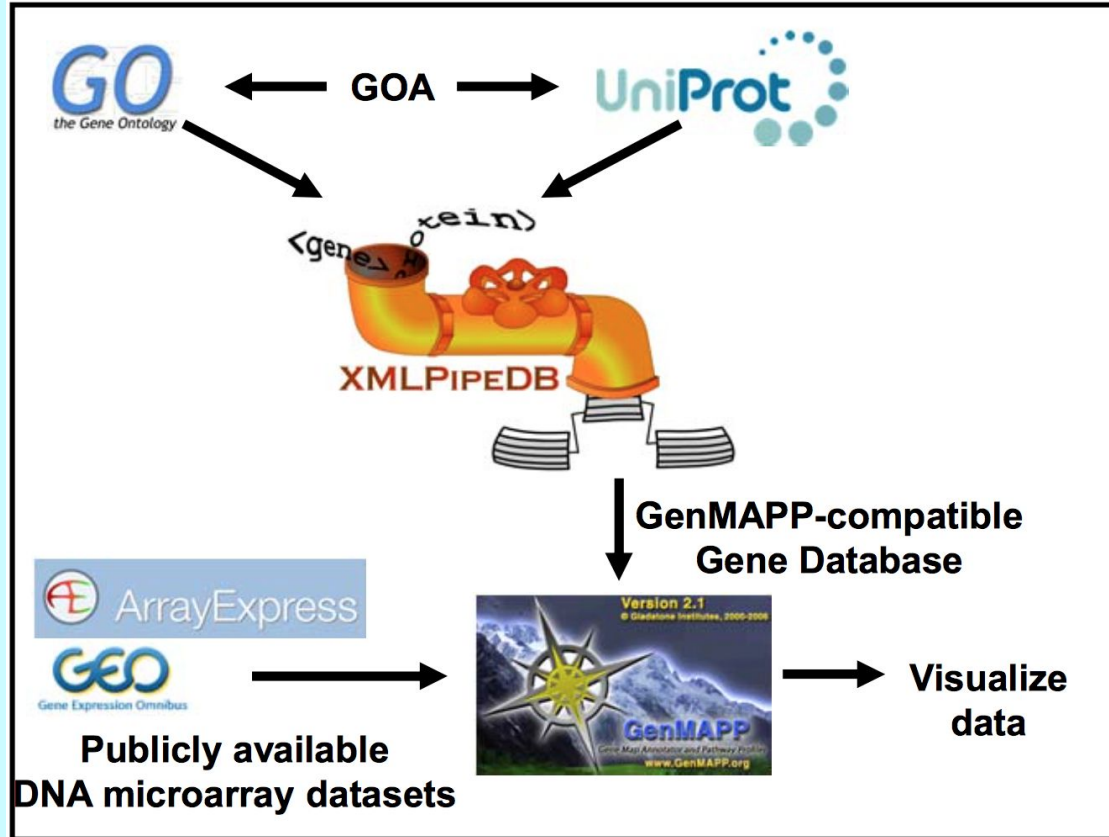 GO
the Gene Ontology
GOA
UniProt
<gene>
otein>
XMLPIPEDB
GenMAPP-compatible
Gene Database
ArrayExpress
GEO
Gene Expression Omnibus
Publicly available
DNA microarray datasets
Version 2.1
© Gladstone Institutes, 2000-2006
GenMAPP
Gene Map Annotator and Pathway Profiler
www.GenMAPP.org
Visualize
data